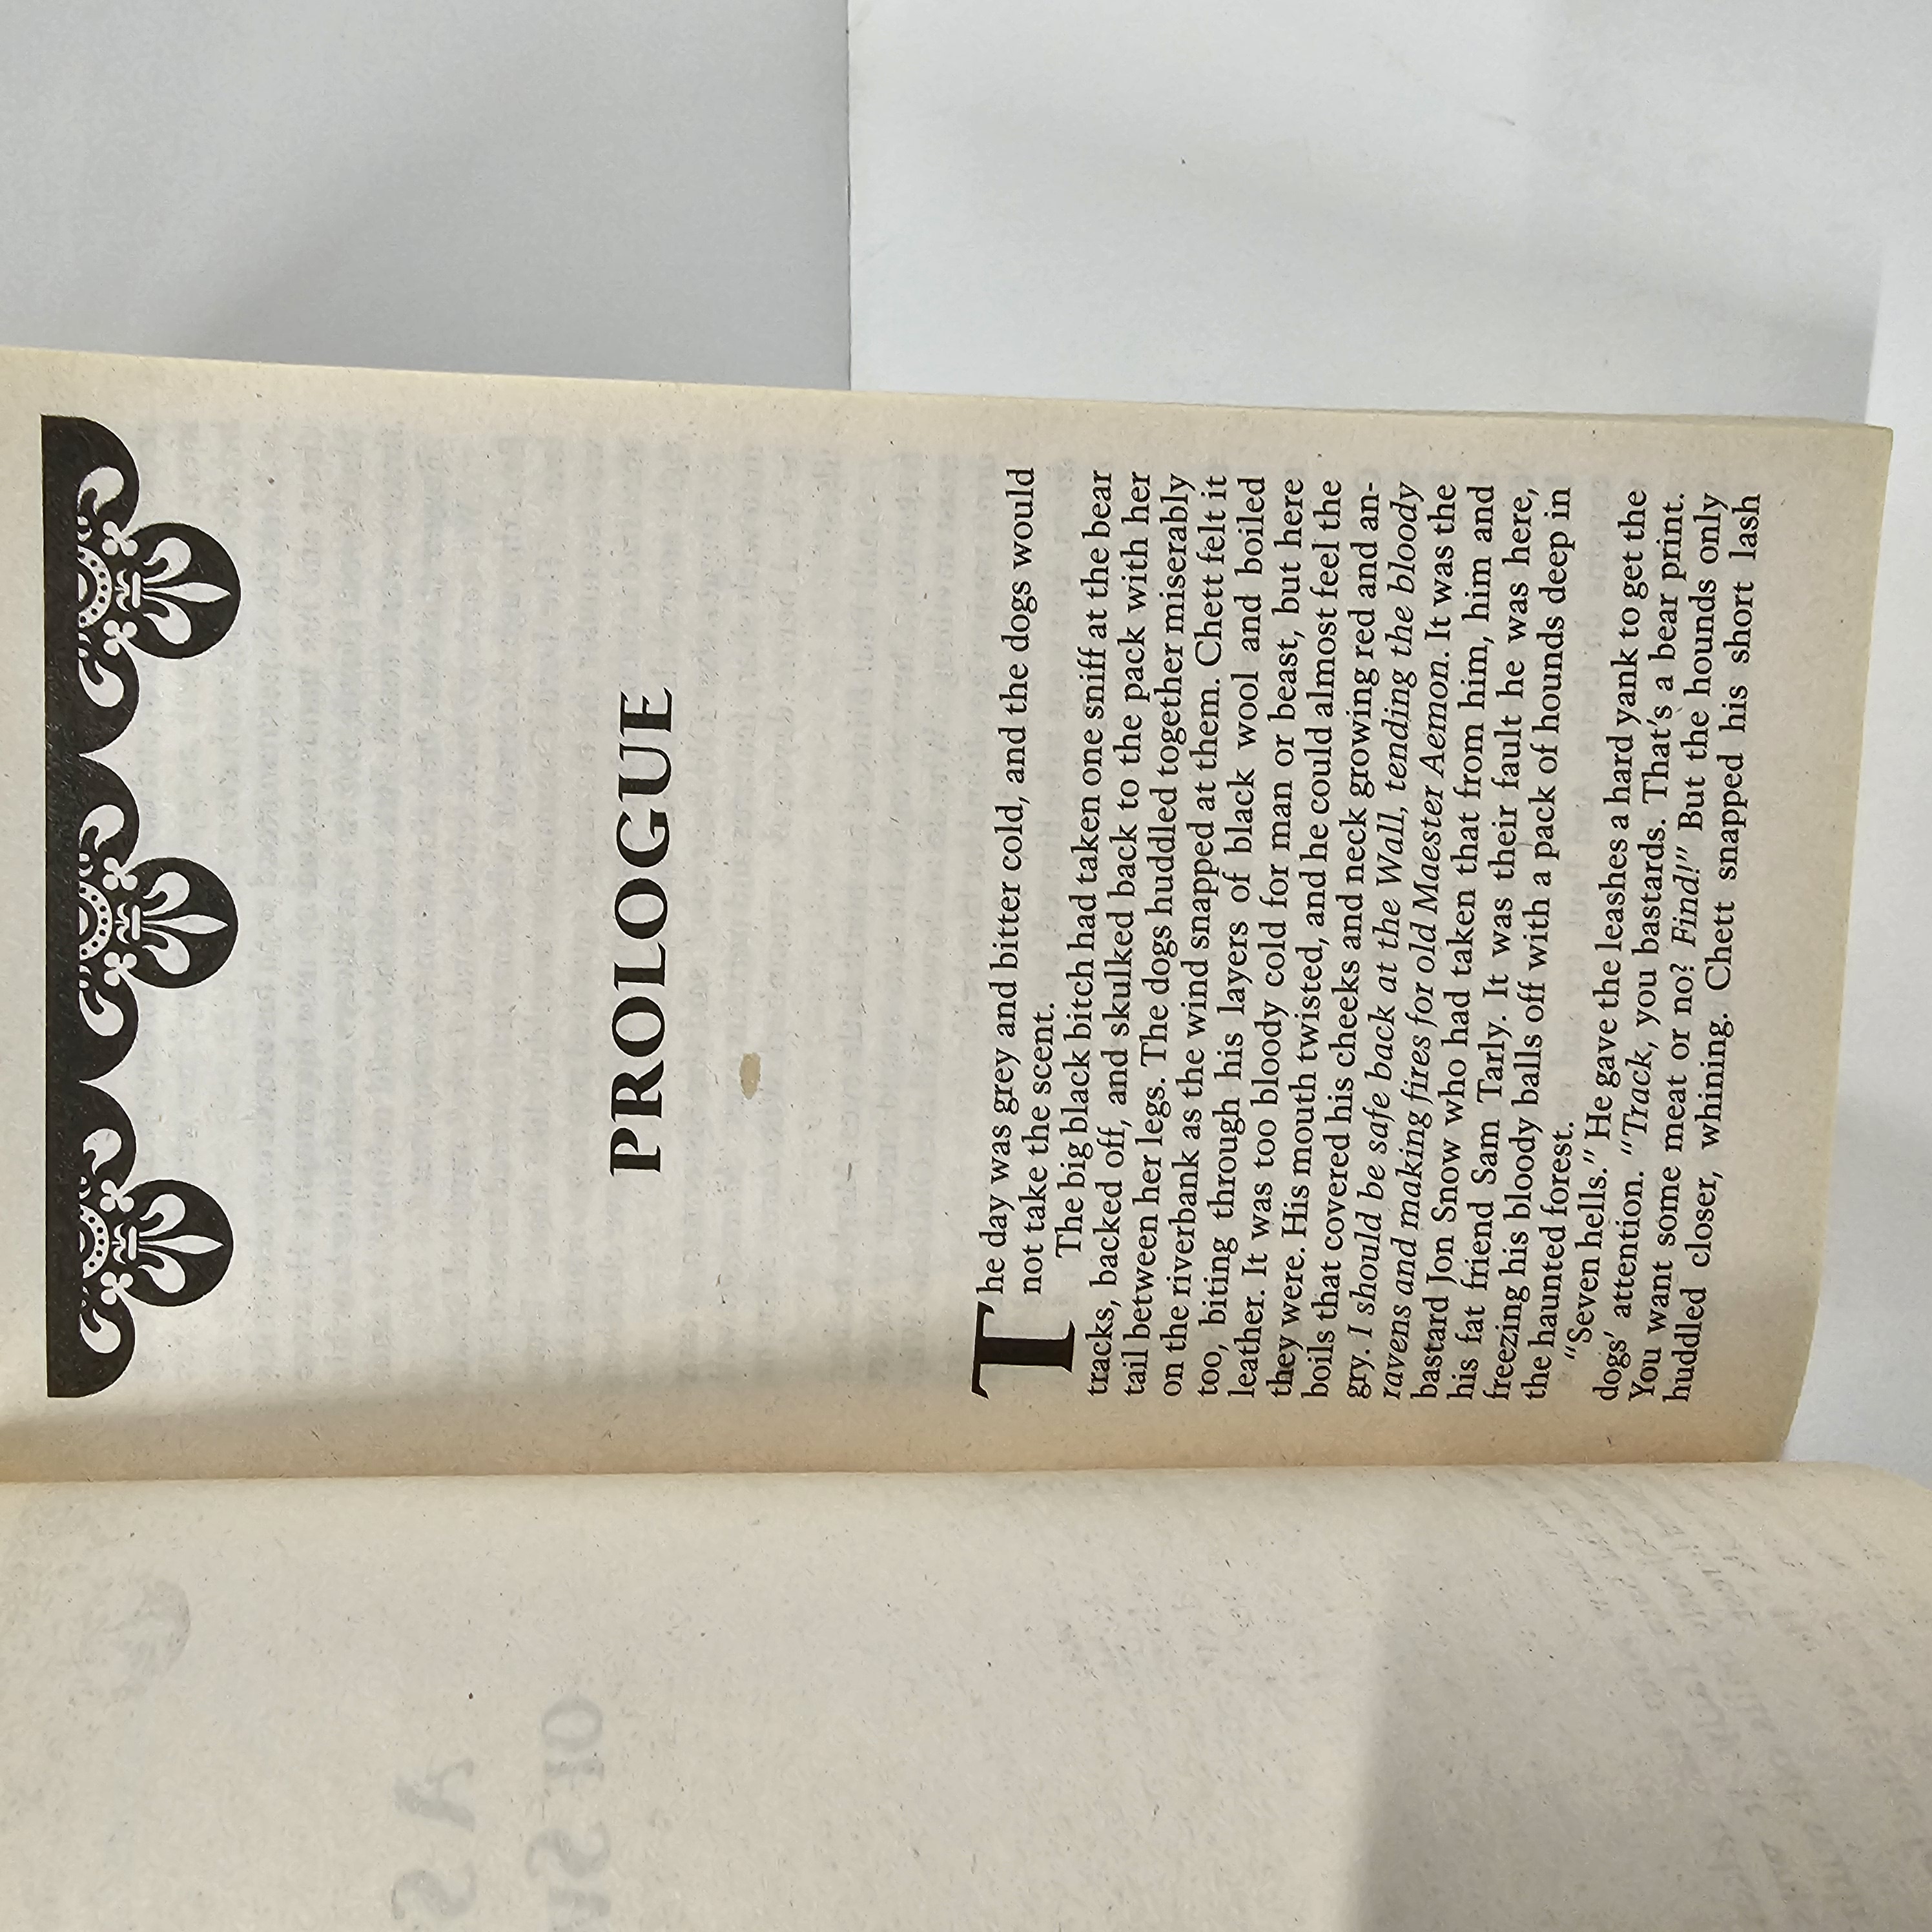 PROLOGUE
The day was grey and bitter cold, and the dogs would
not take the scent.
The big black bitch had taken one sniff at the bear
tracks, backed off, and skulked back to the pack with her
tail between her legs. The dogs huddled together miserably
on the riverbank as the wind snapped at them. Chett felt it
too, biting through his layers of black wool and boiled
leather. It was too bloody cold for man or beast, but here
they were. His mouth twisted, and he could almost feel the
boils that covered his cheeks and neck growing red and an-
gry. I should be safe back at the Wall, tending the bloody
ravens and making fires for old Maester Aemon. It was the
bastard Jon Snow who had taken that from him, him and
his fat friend Sam Tarly. It was their fault he was here,
freezing his bloody balls off with a pack of hounds deep in
the haunted forest.
"Seven hells." He gave the leashes a hard yank to get the
dogs' attention. "Track, you bastards. That's a bear print.
You want some meat or no? Find!" But the hounds only
huddled closer, whining. Chett snapped his short lash